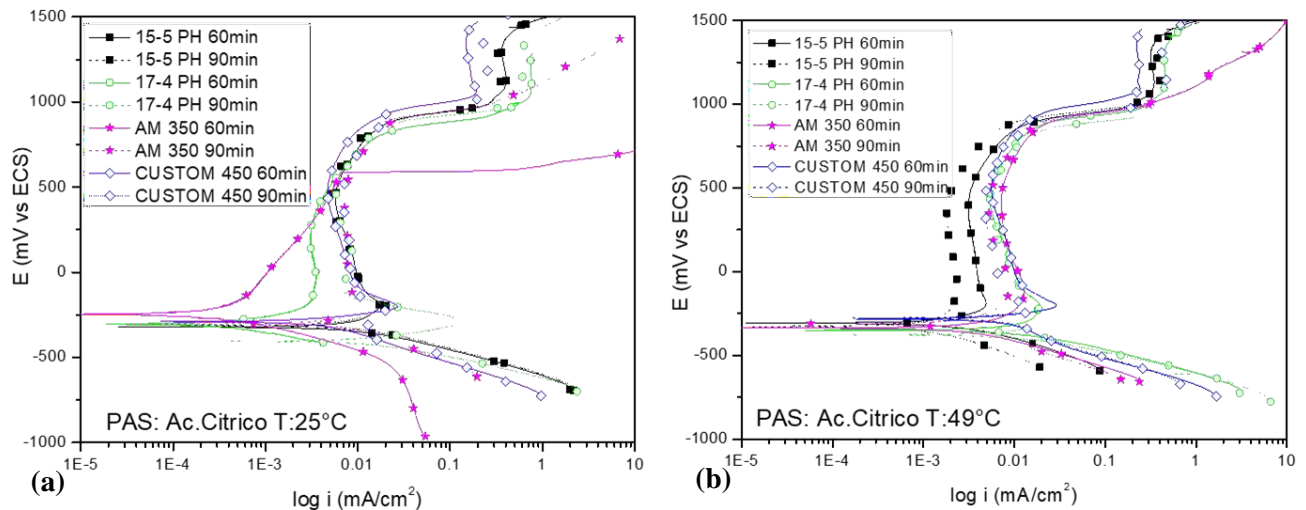 1500
1000
500
0
-500
-1000
E (mV vs ECS)
15-5 PH 60min
15-5 PH 90min
17-4 PH 60min
17-4 PH 90min
AM 350 60min
AM 350 90min
CUSTOM 450 60min
CUSTOM 450 90min
PAS: Ac.Citrico T:25°C
1E-5 1E-4 1E-3 0.01 0.1 1 10
log i (mA/cm²)
(a)
1500
1000
500
0
-500
-1000
E (mV vs ECS)
15-5 PH 60min
15-5 PH 90min
17-4 PH 60min
17-4 PH 90min
AM 350 60min
AM 350 90min
CUSTOM 450 60min
CUSTOM 450 90min
PAS: Ac.Citrico T:49°C
1E-5 1E-4 1E-3 0.01 0.1 1 10
log i (mA/cm²)
(b)